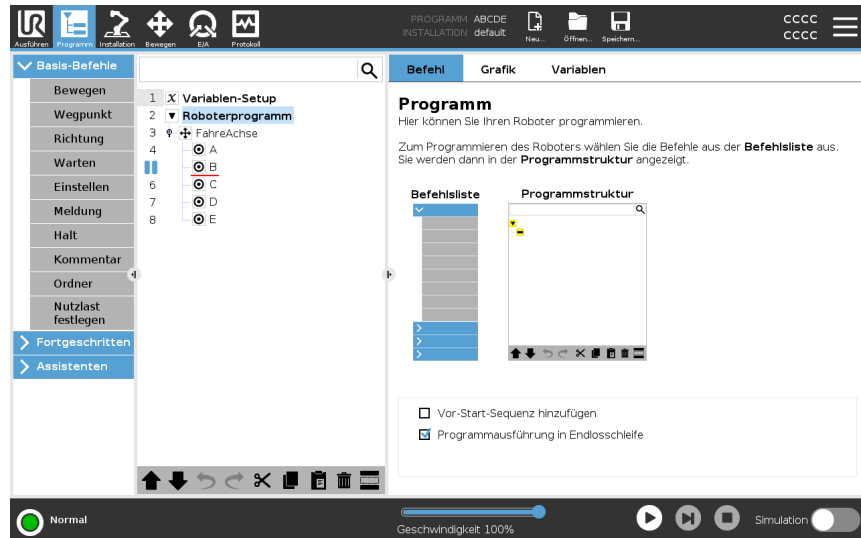 PROGRAMM ABCDE
INSTALLATION default
cccc
cccc
Ausführen Programm Installation Bewegen E/A Protokoll
Neu... Öffnen... Speichern...
Basis-Befehle
Bewegen
Wegpunkt
Richtung
Warten
Einstellen
Meldung
Halt
Kommentar
Ordner
Nutzlast
festlegen
Fortgeschritten
Assistenten
1 X Variablen-Setup
2 Roboterprogramm
3 FahreAchse
4 A
B
6 C
7 D
8 E
Befehl Grafik Variablen
Programm
Hier können Sie Ihren Roboter programmieren.
Zum Programmieren des Roboters wählen Sie die Befehle aus der Befehlsliste aus.
Sie werden dann in der Programmstruktur angezeigt.
Befehlsliste Programmstruktur
Vor-Start-Sequenz hinzufügen
Programmausführung in Endlosschleife
Normal
Geschwindigkeit 100%
Simulation